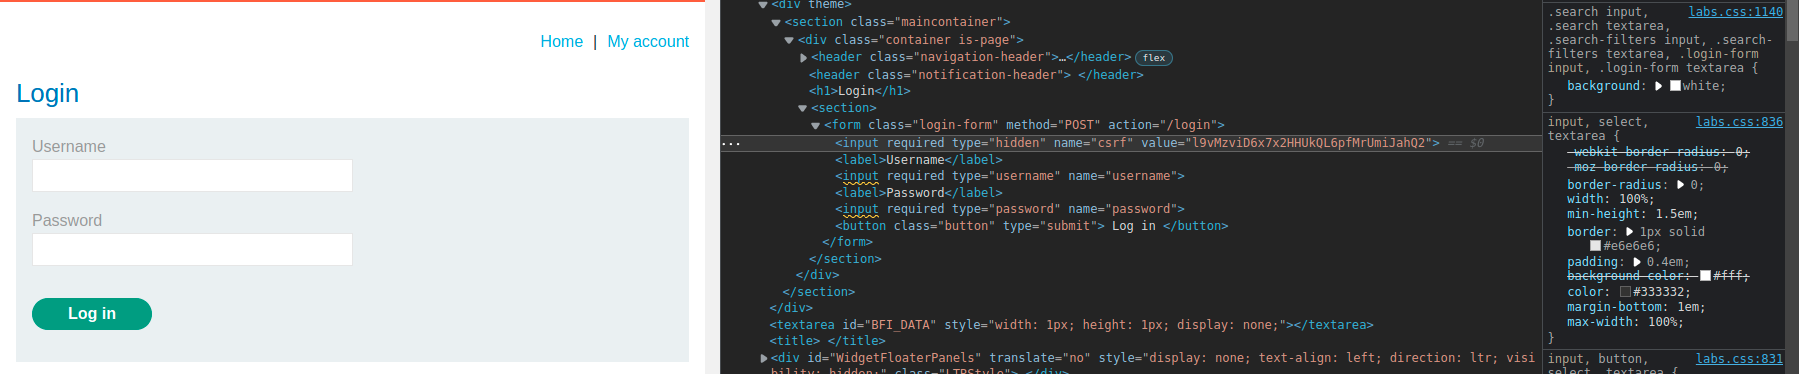 Home | My account
Login
Username
Password
Log in
<div theme>
<section class="maincontainer">
<div class="container is-page">
<header class="navigation-header">…</header> flex
<header class="notification-header"> </header>
<h1>Login</h1>
<section>
<form class="login-form" method="POST" action="/login">
... <input required type="hidden" name="csrf" value="l9vMzviD6x7x2HHUkQL6pfMrUmiJahQ2"> == $0
<label>Username</label>
<input required type="username" name="username">
<label>Password</label>
<input required type="password" name="password">
<button class="button" type="submit"> Log in </button>
</form>
</section>
</div>
</section>
</div>
<textarea id="BFI_DATA" style="width: 1px; height: 1px; display: none;"></textarea>
<title> </title>
<div id="WidgetFloaterPanels" translate="no" style="display: none; text-align: left; direction: ltr; visi
bility: hidden;" class="LTRStyle"> </div>
.search input, labs.css:1140
.search textarea,
.search-filters input, .search-
filters textarea, .login-form
input, .login-form textarea {
background: white;
}
input, select, labs.css:836
textarea {
-webkit-border-radius: 0;
-moz-border-radius: 0;
border-radius: 0;
width: 100%;
min-height: 1.5em;
border: 1px solid
#e6e6e6;
padding: 0.4em;
background-color: #fff;
color: #333332;
margin-bottom: 1em;
max-width: 100%;
}
input, button, labs.css:831
select, textarea {